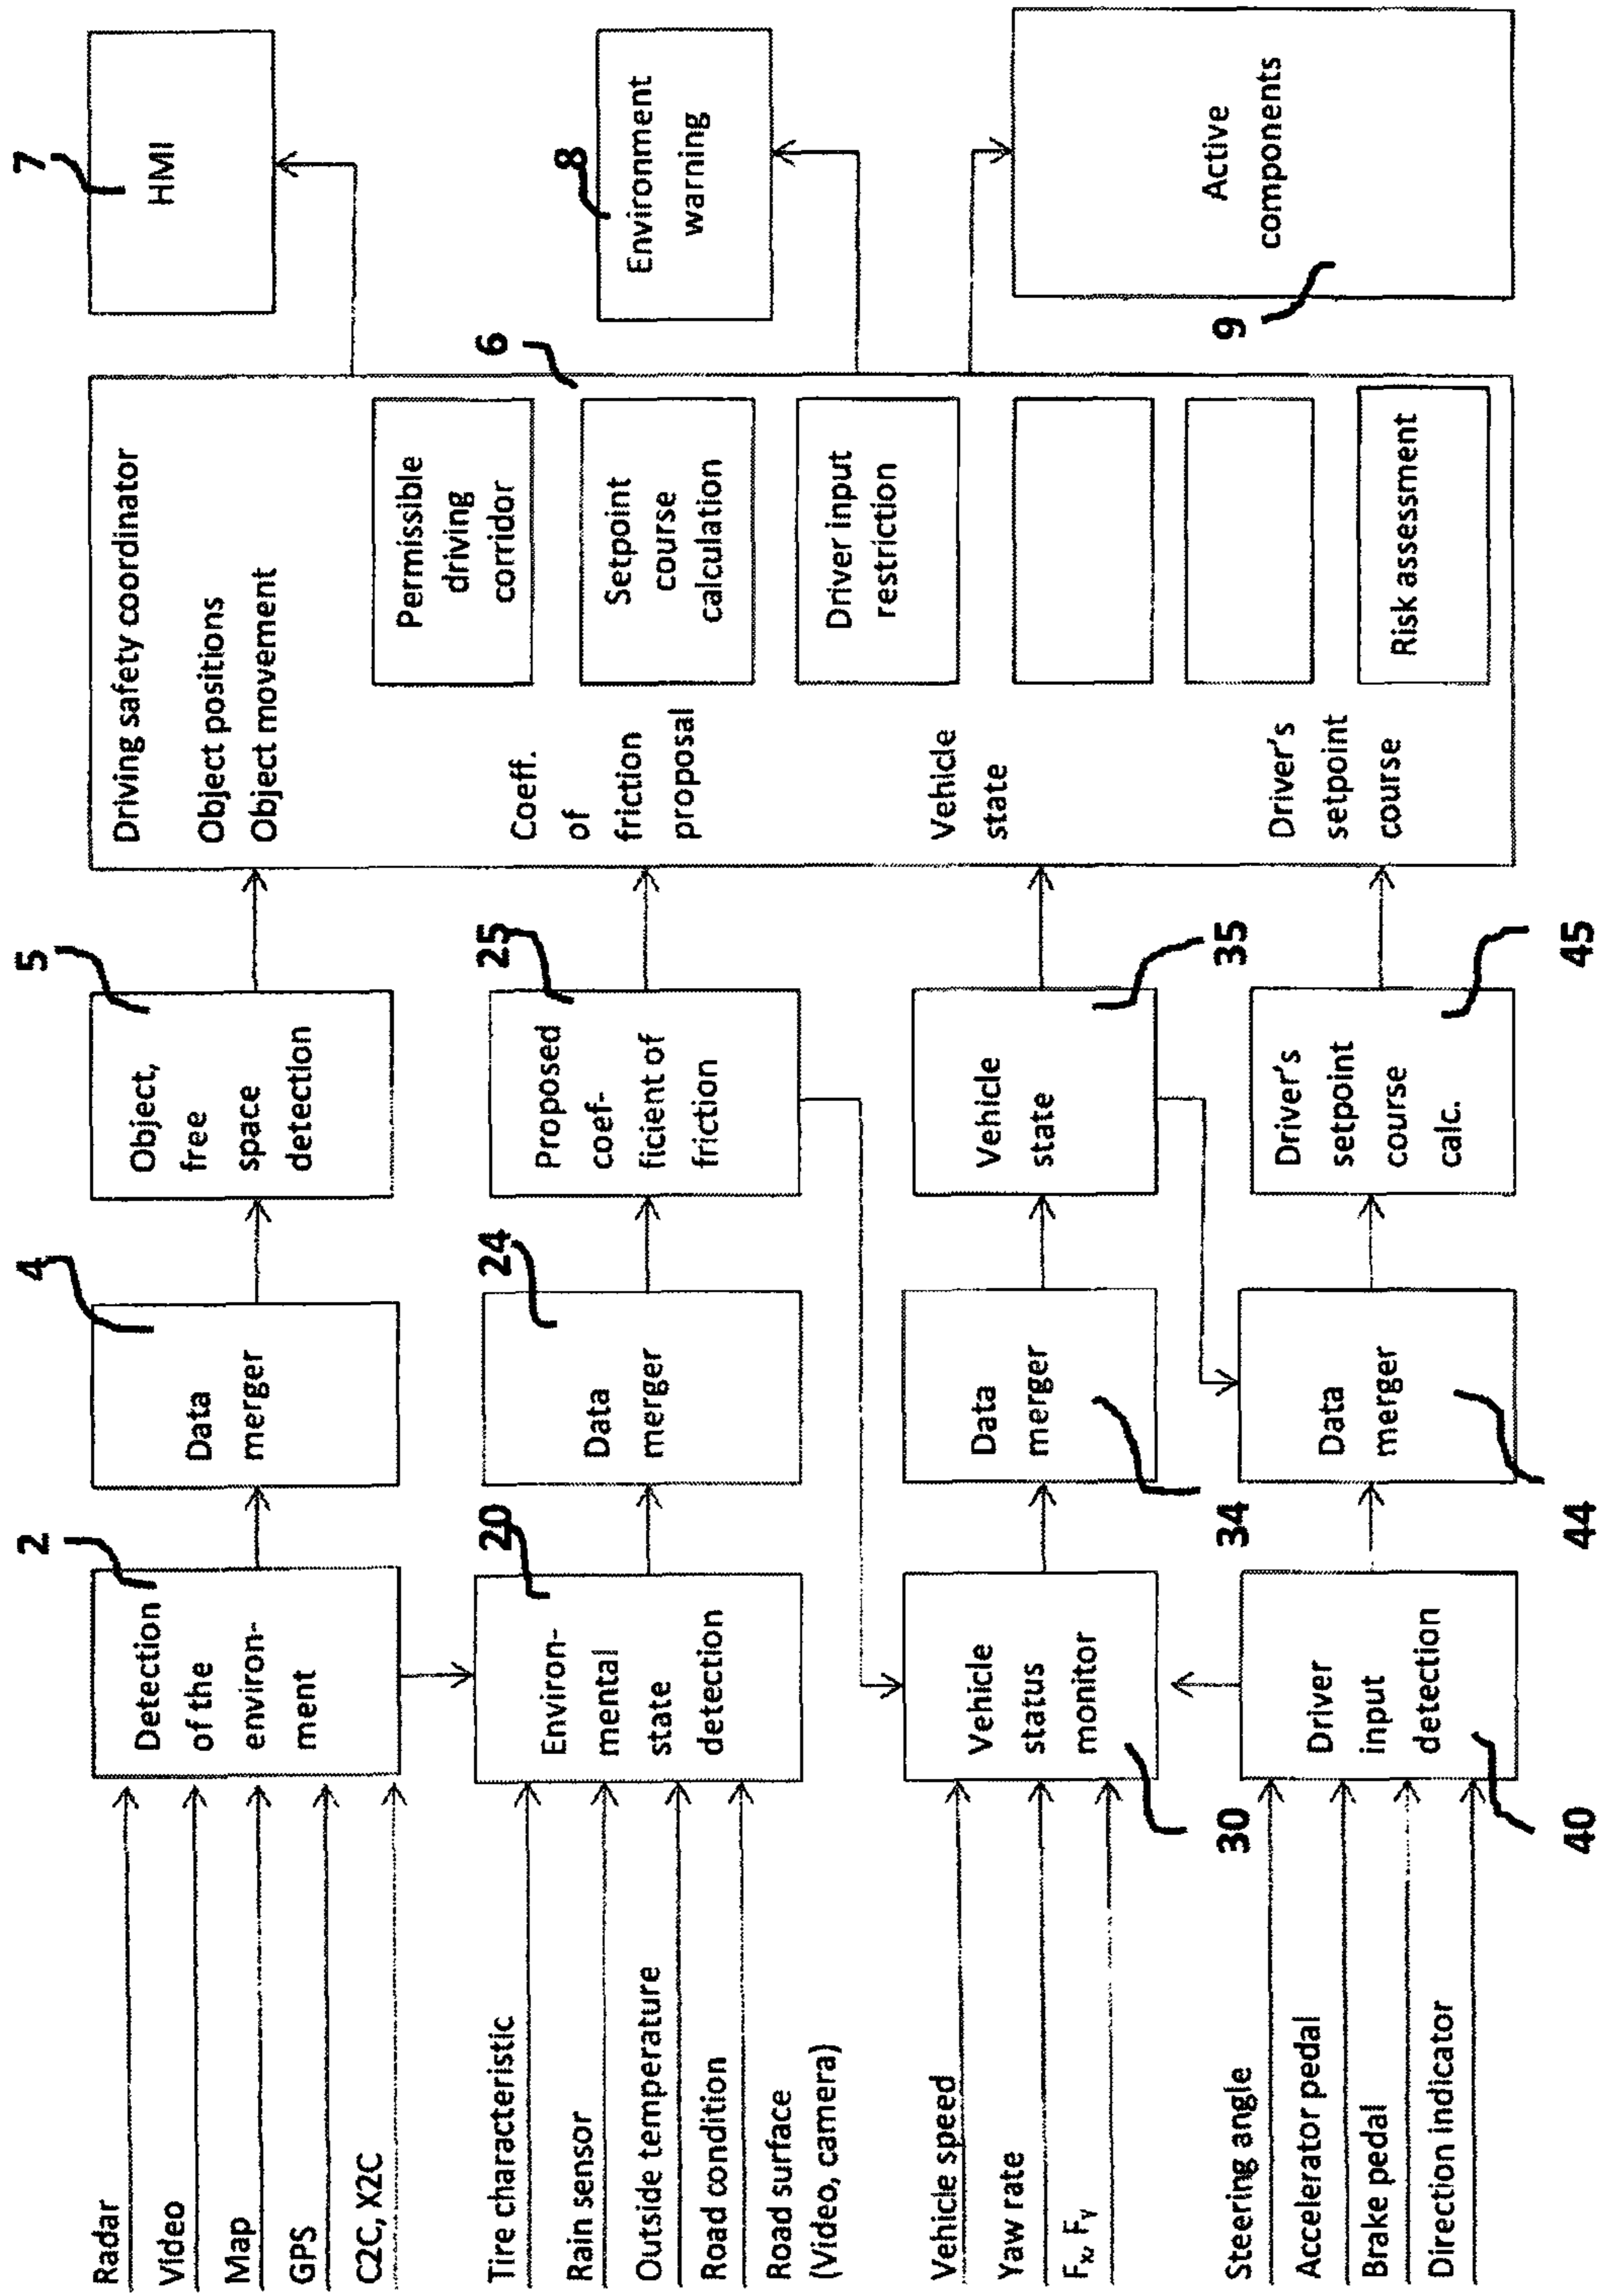 Radar
Video
Map
GPS
C2C, X2C
2
Detection
of the
environ-
ment
4
Data
merger
5
Object,
free
space
detection
Tire characteristic
Rain sensor
Outside temperature
Road condition
Road surface
(Video, camera)
20
Environ-
mental
state
detection
24
Data
merger
25
Proposed
coef-
ficient of
friction
Vehicle speed
Yaw rate
Fx, Fy
30
Vehicle
status
monitor
34
Data
merger
35
Vehicle
state
Steering angle
Accelerator pedal
Brake pedal
Direction indicator
40
Driver
input
detection
44
Data
merger
45
Driver's
setpoint
course
calc.
6
Driving safety coordinator
Object positions
Object movement
Coeff.
of
friction
proposal
Vehicle
state
Driver's
setpoint
course
Permissible
driving
corridor
Setpoint
course
calculation
Driver input
restriction
Risk assessment
7
HMI
8
Environment
warning
9
Active
components